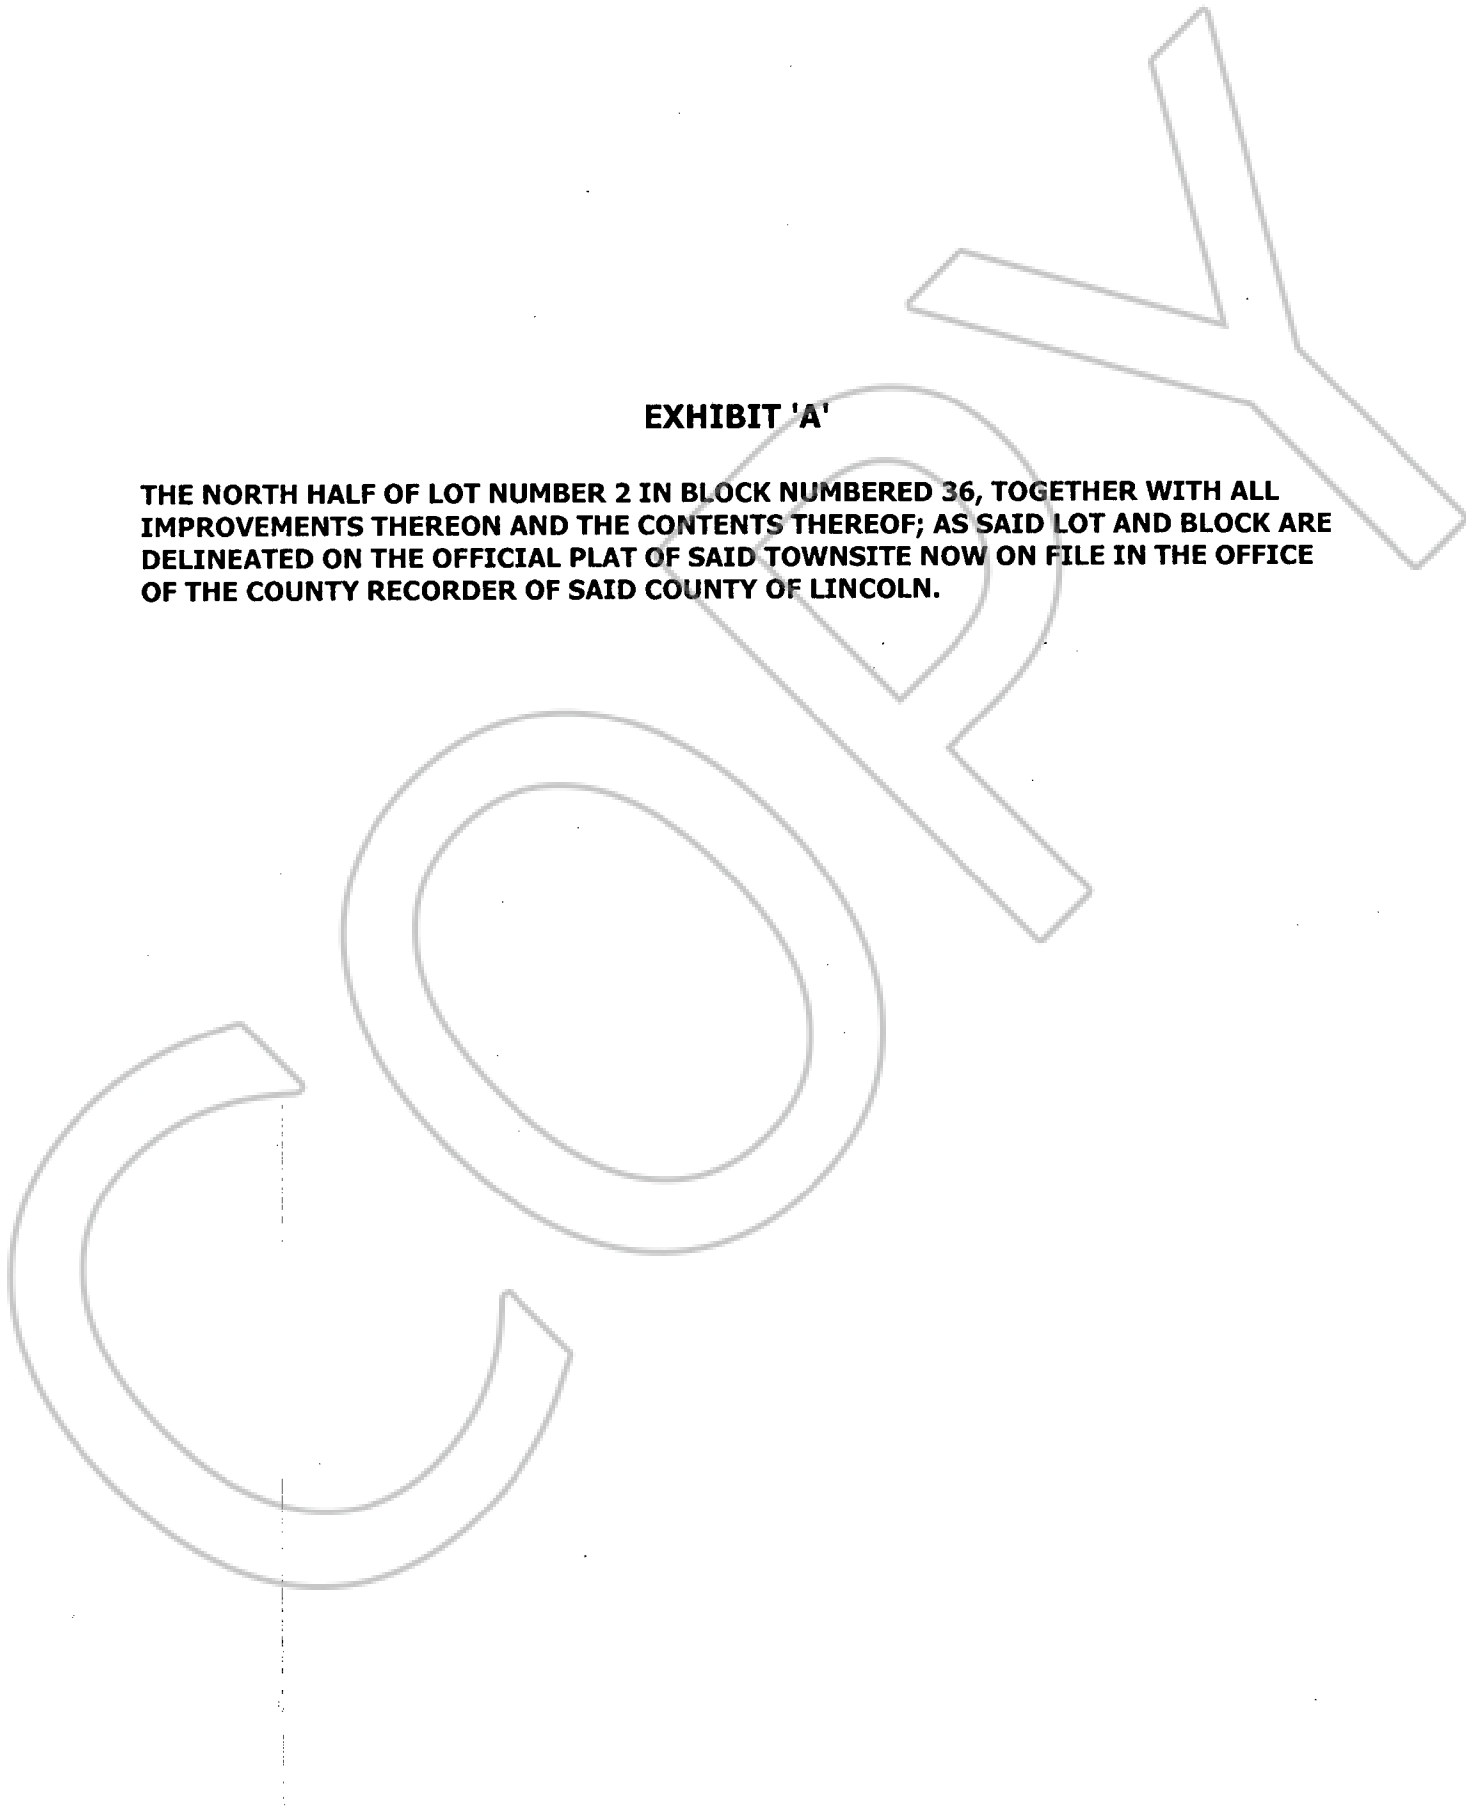 EXHIBIT 'A'
THE NORTH HALF OF LOT NUMBER 2 IN BLOCK NUMBERED 36, TOGETHER WITH ALL
IMPROVEMENTS THEREON AND THE CONTENTS THEREOF; AS SAID LOT AND BLOCK ARE
DELINEATED ON THE OFFICIAL PLAT OF SAID TOWNSITE NOW ON FILE IN THE OFFICE
OF THE COUNTY RECORDER OF SAID COUNTY OF LINCOLN.
COPY